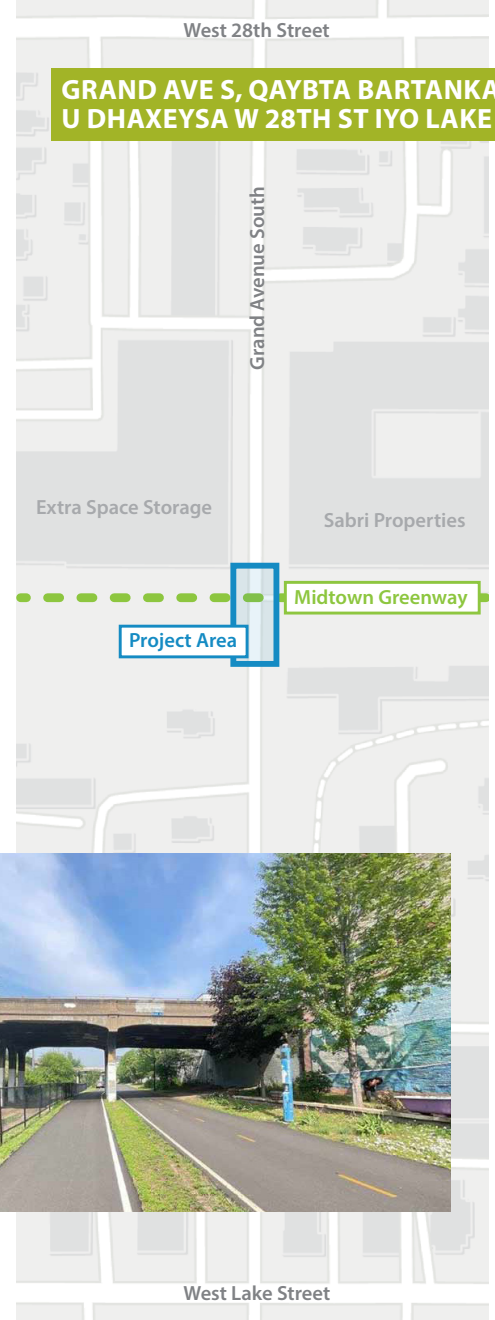 West 28th Street
GRAND AVE S, QAYBTA BARTANKA
U DHAXEYSA W 28TH ST IYO LAKE
Grand Avenue South
Extra Space Storage
Sabri Properties
Midtown Greenway
Project Area
West Lake Street